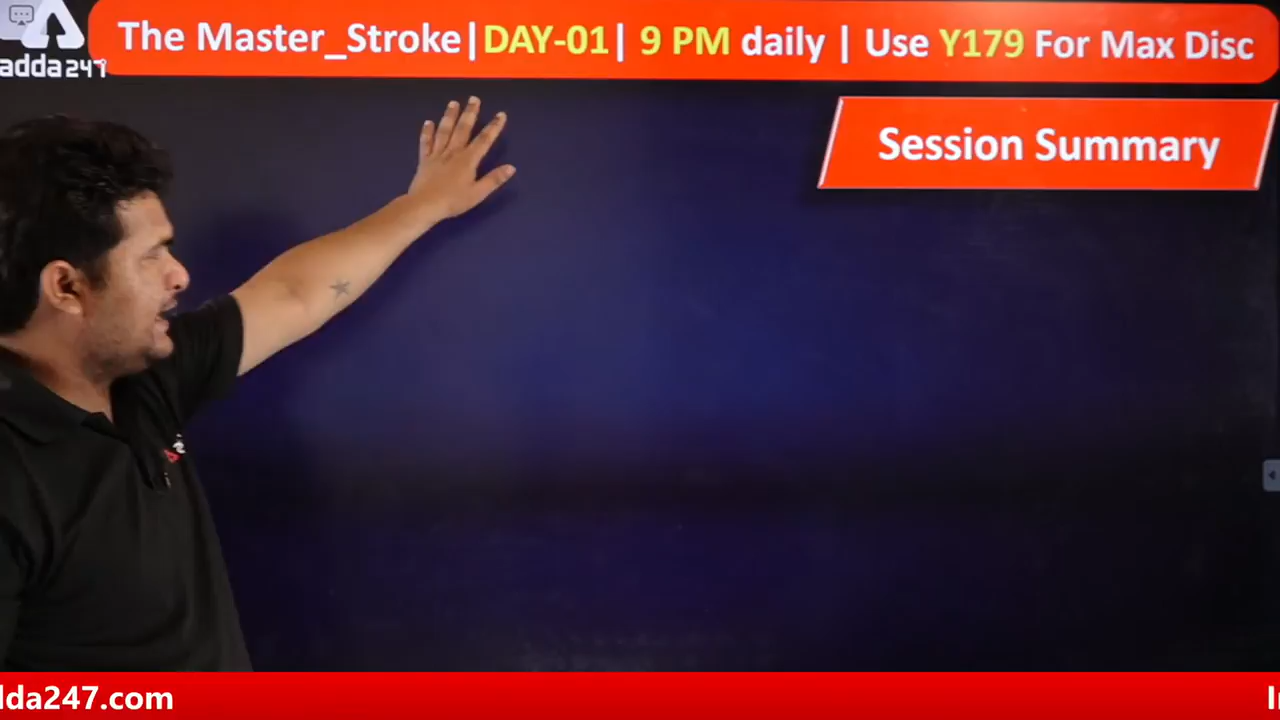 The Master_Stroke|DAY-01| 9 PM daily | Use Y179 For Max Disc
adda247
Session Summary
dda247.com